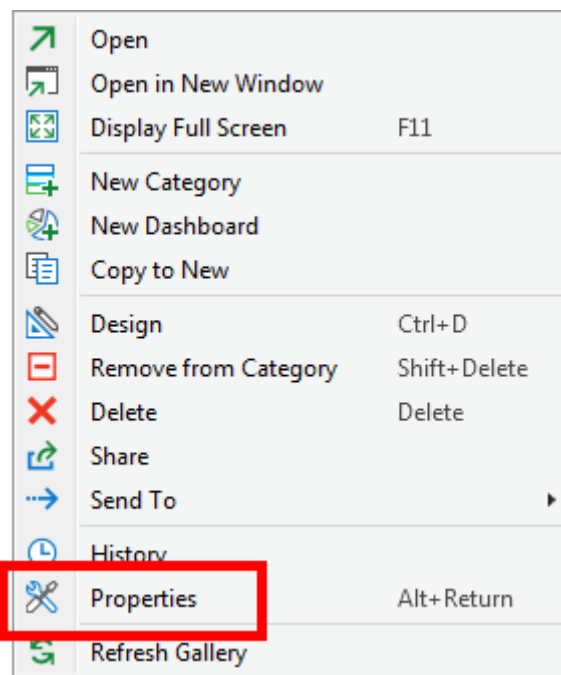 Open
Open in New Window
Display Full Screen F11
New Category
New Dashboard
Copy to New
Design Ctrl+D
Remove from Category Shift+Delete
Delete Delete
Share
Send To
History
Properties Alt+Return
Refresh Gallery